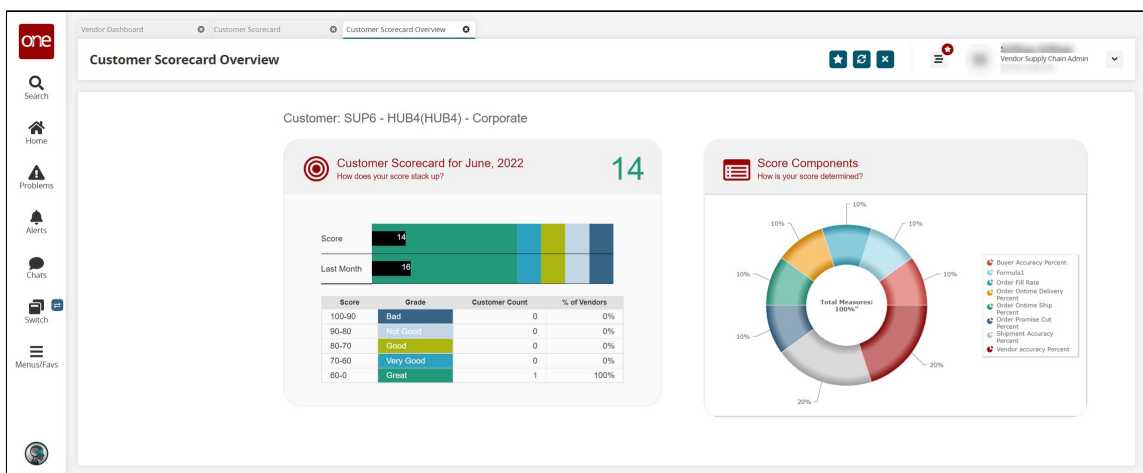 one
Vendor Dashboard
Customer Scorecard
Customer Scorecard Overview
Customer Scorecard Overview
Vendor Supply Chain Admin
Search
Home
Problems
Alerts
Chats
Switch
Menus/Favs
Customer: SUP6 - HUB4(HUB4) - Corporate
Customer Scorecard for June, 2022
How does your score stack up?
14
Score
14
Last Month
16
Score Grade Customer Count % of Vendors
100-90 Bad 0 0%
90-80 Not Good 0 0%
80-70 Good 0 0%
70-60 Very Good 0 0%
60-0 Great 1 100%
Score Components
How is your score determined?
10%
10%
10%
10%
10%
10%
20%
20%
Total Measures:
100%"
Buyer Accuracy Percent
Formula1
Order Fill Rate
Order Ontime Delivery
Percent
Order Ontime Ship
Percent
Order Promise Cut
Percent
Shipment Accuracy
Percent
Vendor accuracy Percent